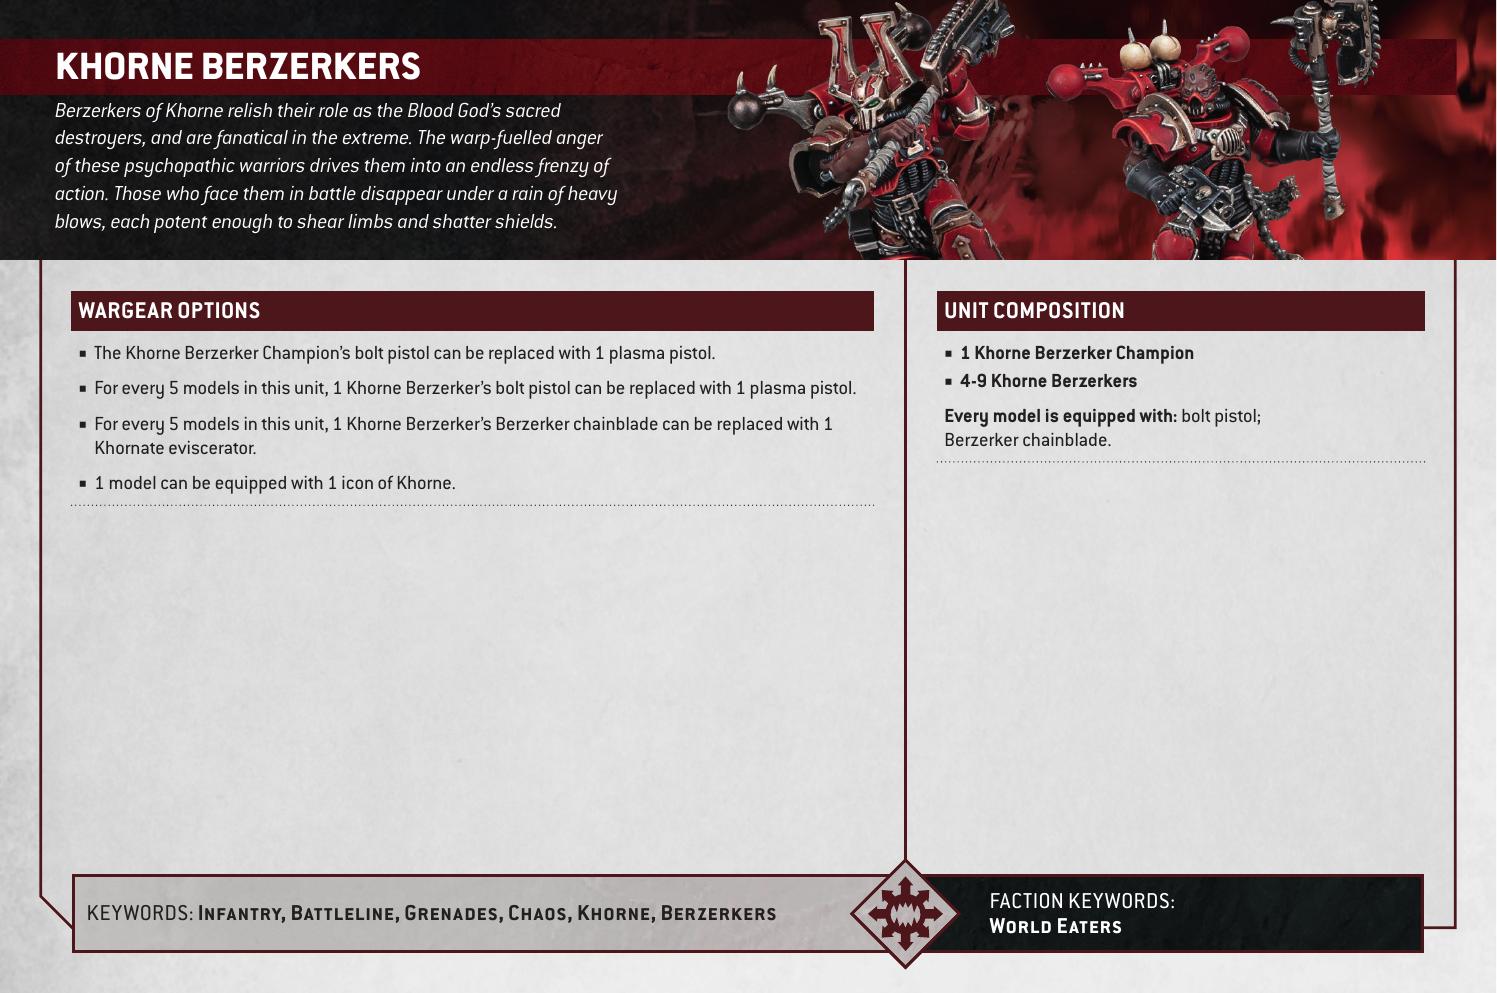 KHORNE BERZERKERS
Berzerkers of Khorne relish their role as the Blood God's sacred
destroyers, and are fanatical in the extreme. The warp-fuelled anger
of these psychopathic warriors drives them into an endless frenzy of
action. Those who face them in battle disappear under a rain of heavy
blows, each potent enough to shear limbs and shatter shields.
WARGEAR OPTIONS
■ The Khorne Berzerker Champion's bolt pistol can be replaced with 1 plasma pistol.
■ For every 5 models in this unit, 1 Khorne Berzerker's bolt pistol can be replaced with 1 plasma pistol.
■ For every 5 models in this unit, 1 Khorne Berzerker's Berzerker chainblade can be replaced with 1
Khornate eviscerator.
■ 1 model can be equipped with 1 icon of Khorne.
UNIT COMPOSITION
■ 1 Khorne Berzerker Champion
■ 4-9 Khorne Berzerkers
Every model is equipped with: bolt pistol;
Berzerker chainblade.
KEYWORDS: INFANTRY, BATTLELINE, GRENADES, CHAOS, KHORNE, BERZERKERS
FACTION KEYWORDS:
WORLD EATERS